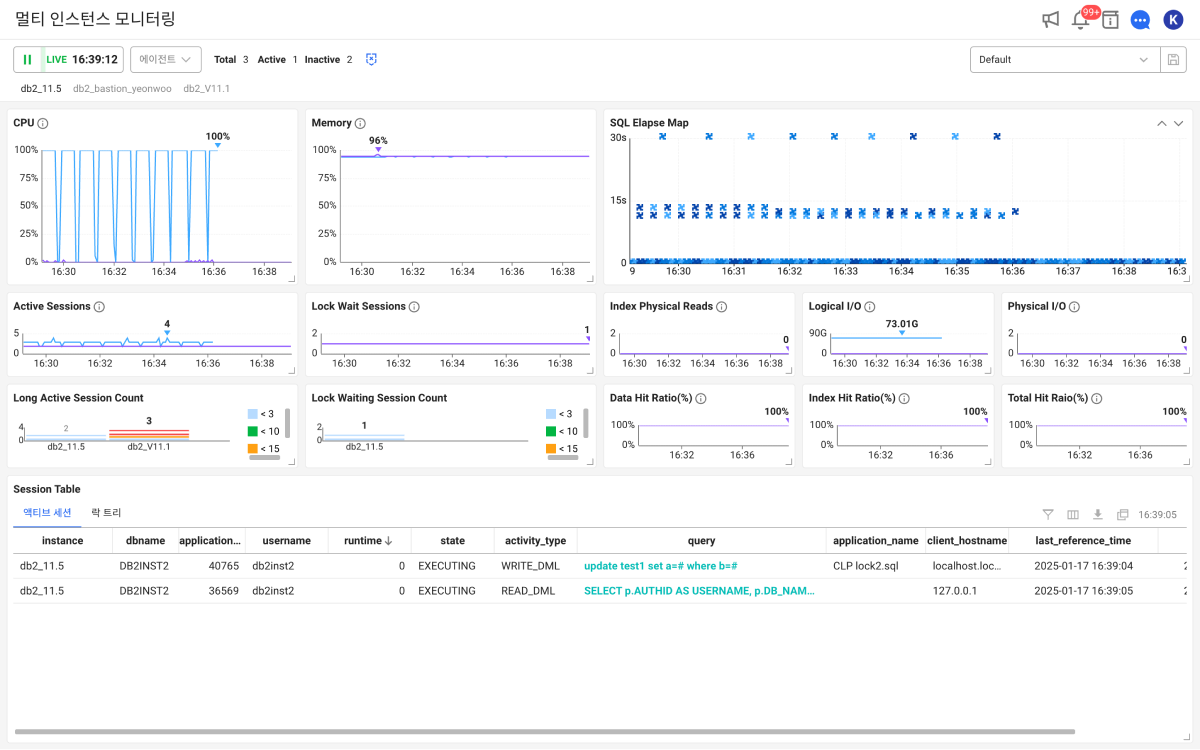 멀티 인스턴스 모니터링
99+
K
LIVE 16:39:12
에이전트
Total 3 Active 1 Inactive 2
Default
db2_11.5 db2_bastion_yeonwoo db2_V11.1
CPU
100%
100%
75%
50%
25%
0%
16:30 16:32 16:34 16:36 16:38
Memory
96%
100%
75%
50%
25%
0%
16:30 16:32 16:34 16:36 16:38
SQL Elapse Map
30s
15s
0
9 16:30 16:31 16:32 16:33 16:34 16:35 16:36 16:37 16:38 16:3
Active Sessions
4
5
0
16:30 16:32 16:34 16:36 16:38
Lock Wait Sessions
1
2
0
16:30 16:32 16:34 16:36 16:38
Index Physical Reads
0
2
0
16:30 16:32 16:34 16:36 16:38
Logical I/O
73.01G
90G
0
16:30 16:32 16:34 16:36 16:38
Physical I/O
0
2
0
16:30 16:32 16:34 16:36 16:38
Long Active Session Count
2 3
4
0
db2_11.5 db2_V11.1
< 3
< 10
< 15
Lock Waiting Session Count
1
2
0
db2_11.5
< 3
< 10
< 15
Data Hit Ratio(%)
100%
100%
0%
16:32 16:36
Index Hit Ratio(%)
100%
100%
0%
16:32 16:36
Total Hit Raio(%)
100%
100%
0%
16:32 16:36
Session Table
액티브 세션 락 트리
16:39:05
instance dbname application... username runtime state activity_type query application_name client_hostname last_reference_time
db2_11.5 DB2INST2 40765 db2inst2 0 EXECUTING WRITE_DML update test1 set a=# where b=# CLP lock2.sql localhost.loc... 2025-01-17 16:39:04
db2_11.5 DB2INST2 36569 db2inst2 0 EXECUTING READ_DML SELECT p.AUTHID AS USERNAME, p.DB_NAM... 127.0.0.1 2025-01-17 16:39:05